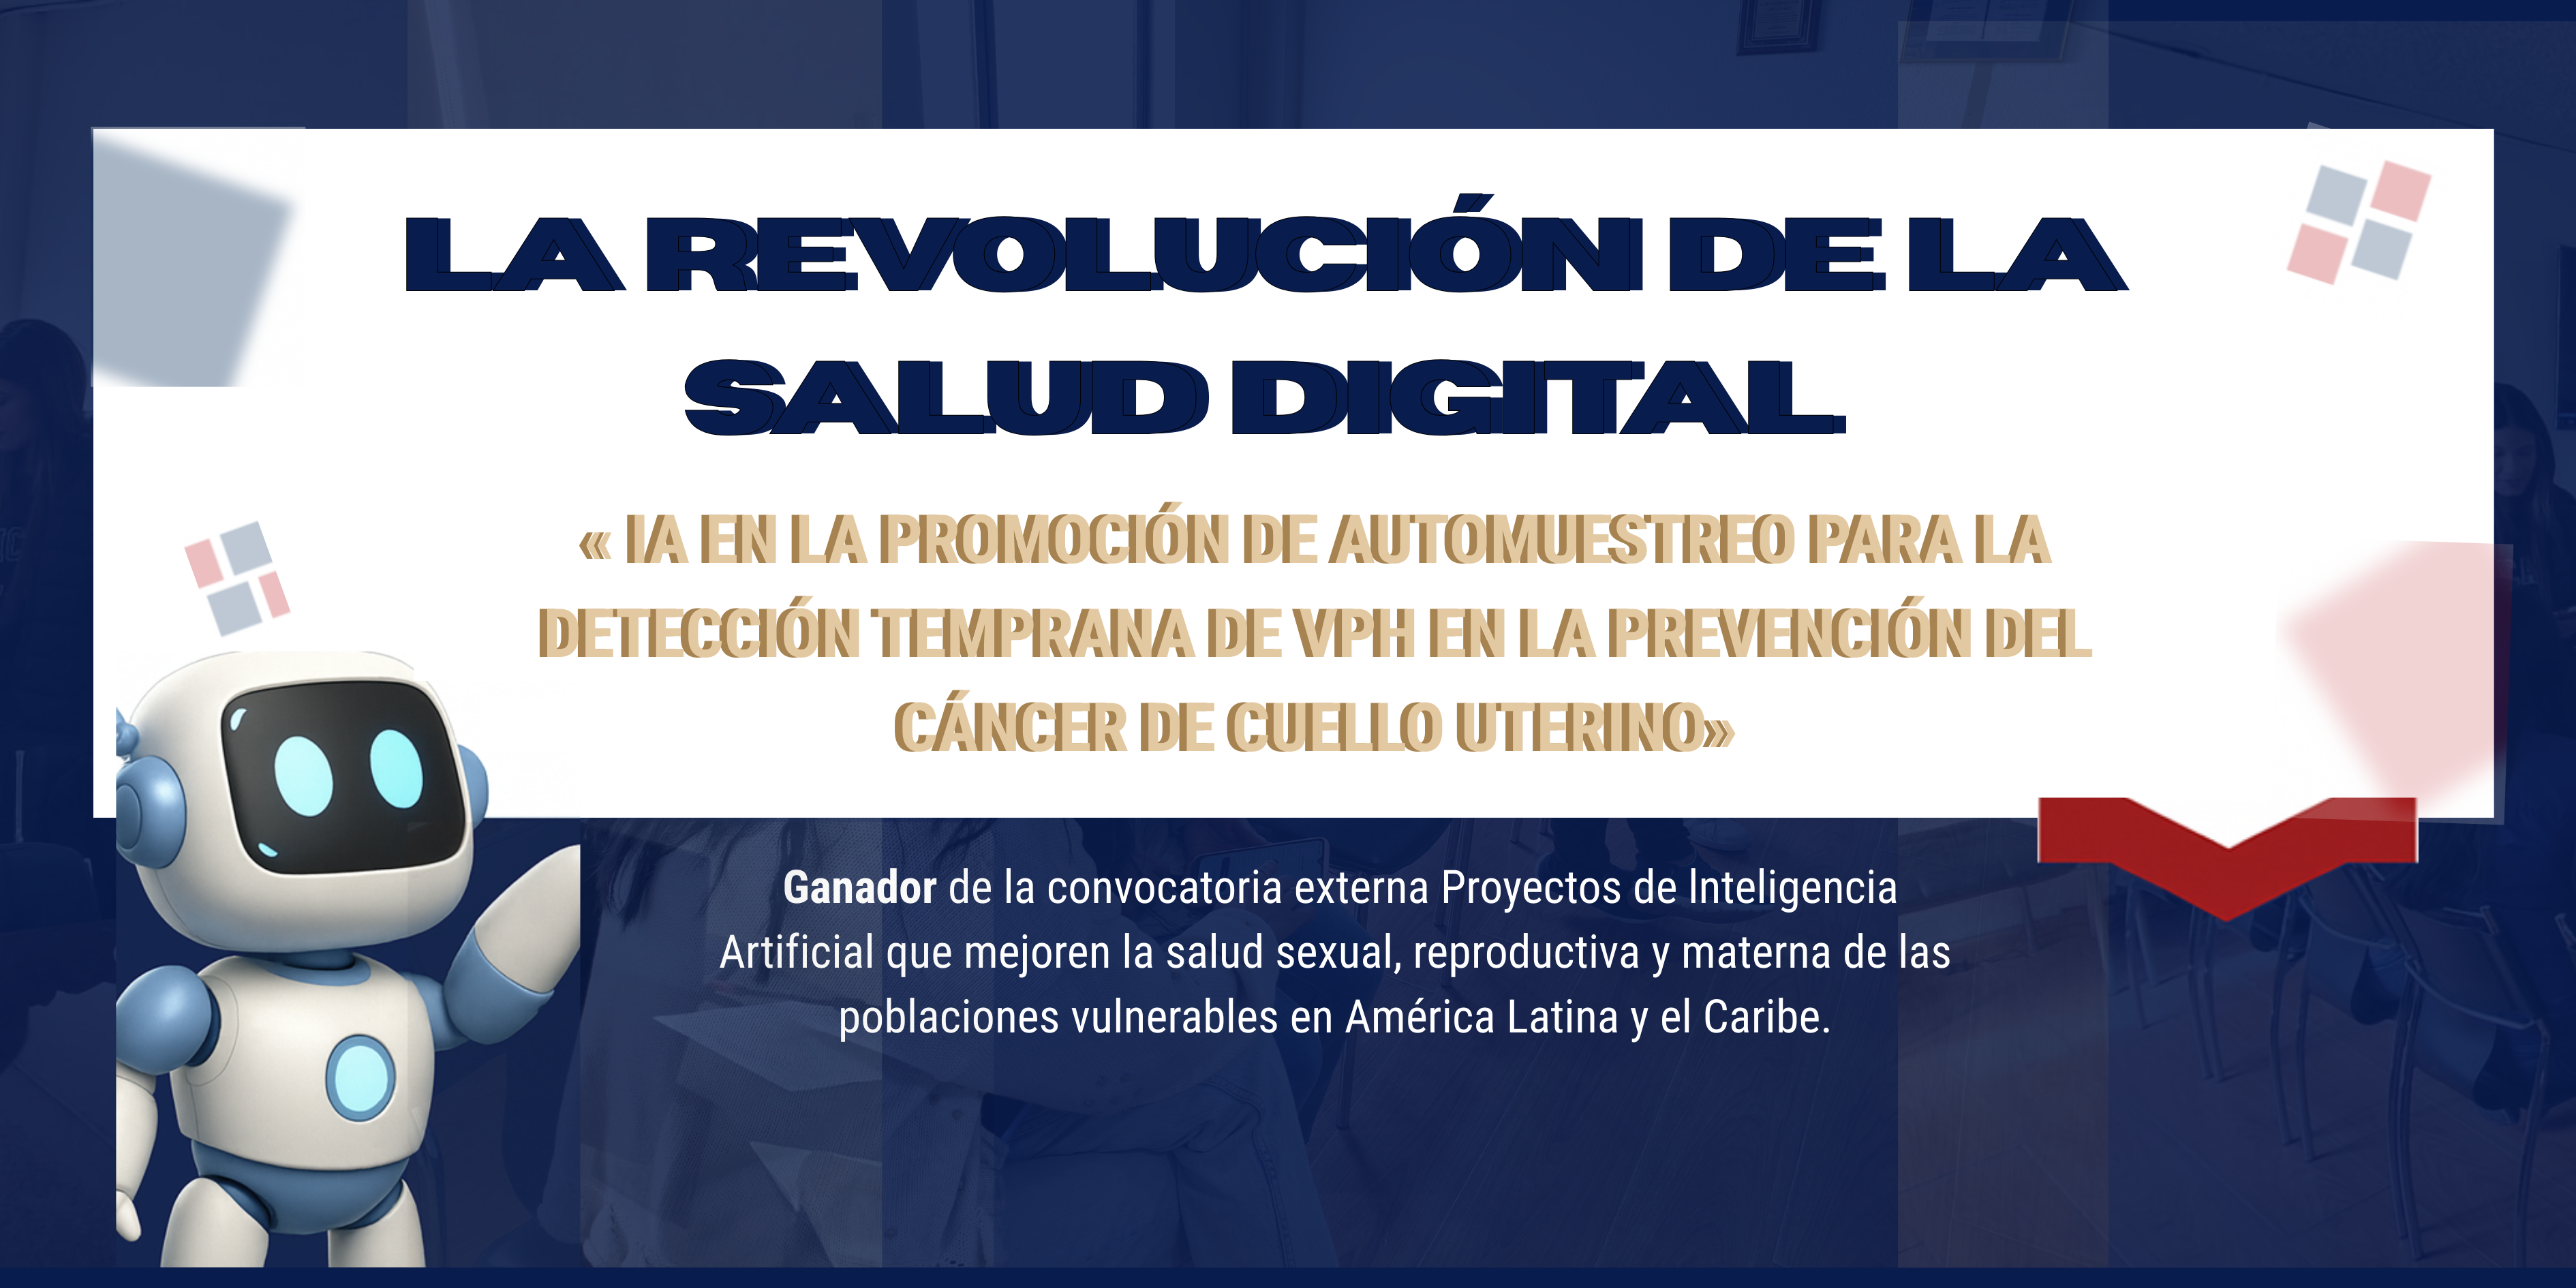 LA REVOLUCIÓN DE LA
SALUD DIGITAL
« IA EN LA PROMOCIÓN DE AUTOMUESTREO PARA LA
DETECCIÓN TEMPRANA DE VPH EN LA PREVENCIÓN DEL
CÁNCER DE CUELLO UTERINO»
Ganador de la convocatoria externa Proyectos de Inteligencia
Artificial que mejoren la salud sexual, reproductiva y materna de las
poblaciones vulnerables en América Latina y el Caribe.